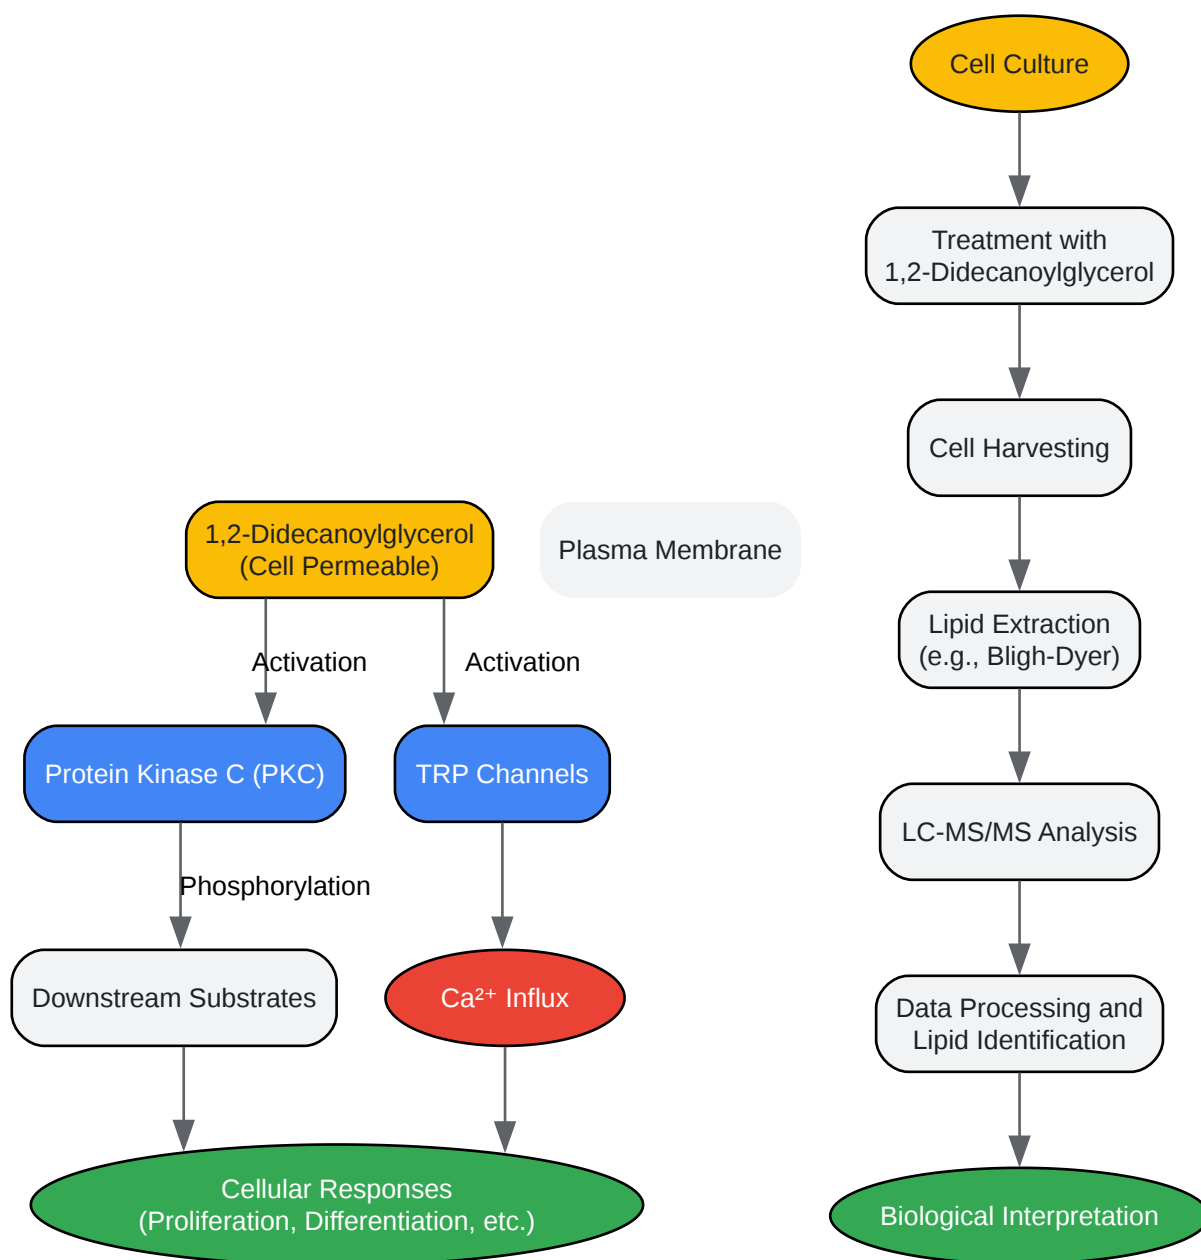 1,2-Didecanoylglycerol
(Cell Permeable)
Plasma Membrane
Activation
Activation
Protein Kinase C (PKC)
TRP Channels
Phosphorylation
Downstream Substrates
Ca²⁺ Influx
Cellular Responses
(Proliferation, Differentiation, etc.)
Cell Culture
Treatment with
1,2-Didecanoylglycerol
Cell Harvesting
Lipid Extraction
(e.g., Bligh-Dyer)
LC-MS/MS Analysis
Data Processing and
Lipid Identification
Biological Interpretation